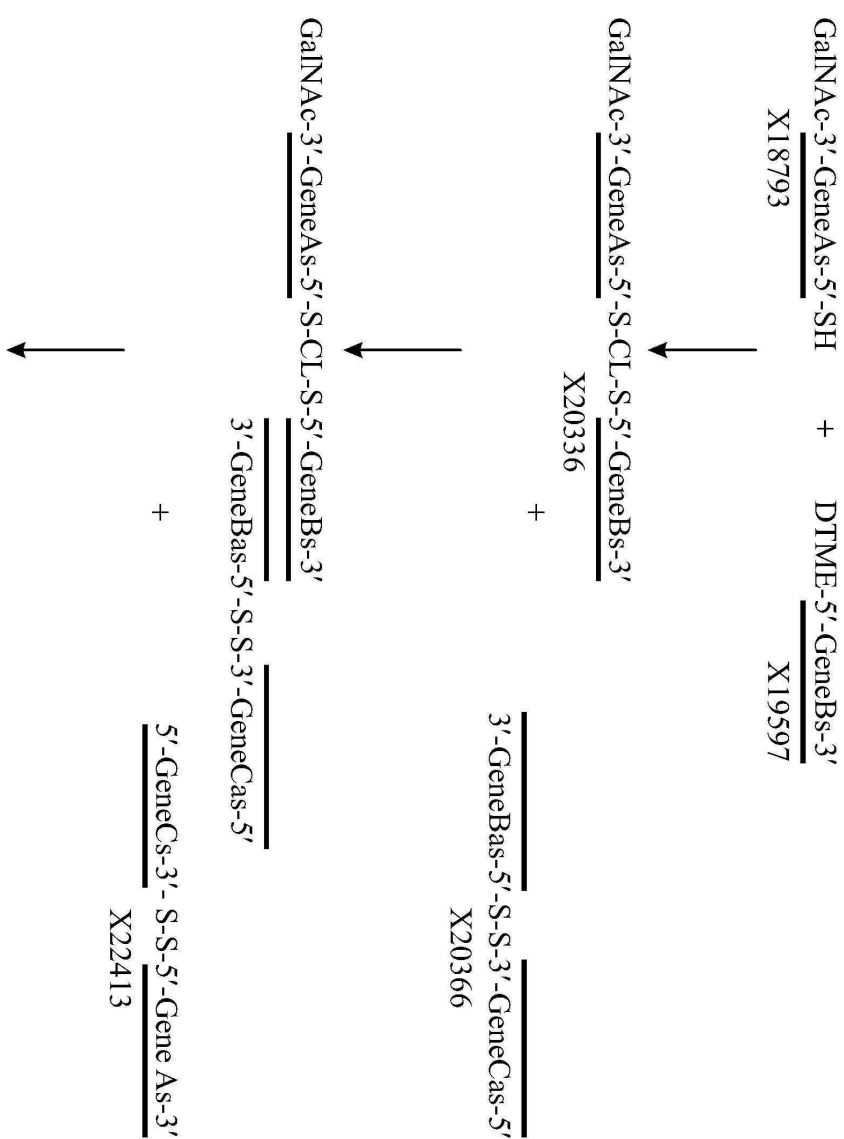 GalNAc-3′-GeneAs-5′-SH + DTME-5′-GeneBs-3′
X18793 X19597
GalNAc-3′-GeneAs-5′-S-CL-S-5′-GeneBs-3′
X20336
+
3′-GeneBas-5′-S-S-3′-GeneCas-5′
X20366
GalNAc-3′-GeneAs-5′-S-CL-S-5′-GeneBs-3′
3′-GeneBas-5′-S-S-3′-GeneCas-5′
+
5′-GeneCs-3′- S-S-5′-Gene As-3′
X22413